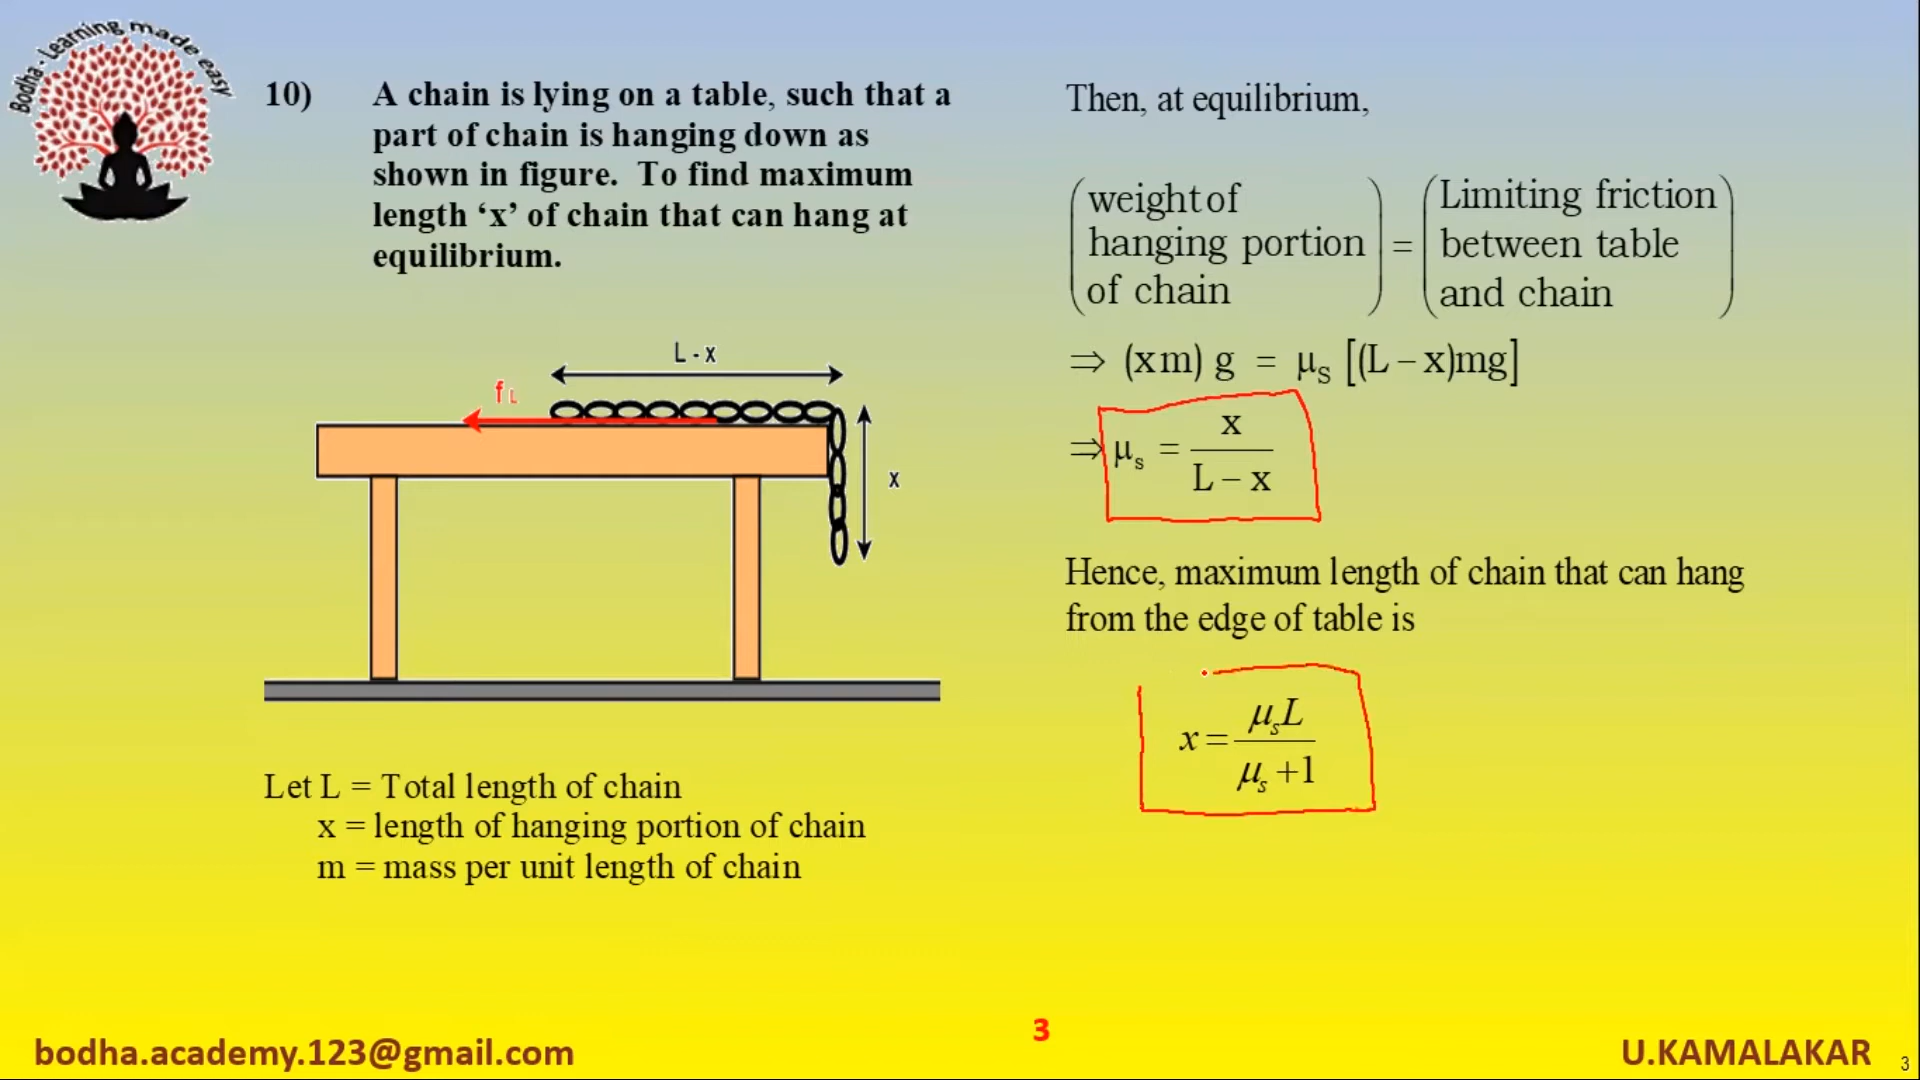 Bodha - Learning made easy
10) A chain is lying on a table, such that a
part of chain is hanging down as
shown in figure. To find maximum
length ‘x’ of chain that can hang at
equilibrium.
L - x
f L
x
Let L = Total length of chain
x = length of hanging portion of chain
m = mass per unit length of chain
Then, at equilibrium,
(weight of hanging portion of chain) = (Limiting friction between table and chain)
⇒ (x m) g = μS [(L – x)mg]
⇒ μs = x / L – x
Hence, maximum length of chain that can hang
from the edge of table is
x = μsL / μs +1
bodha.academy.123@gmail.com
3
U.KAMALAKAR
3